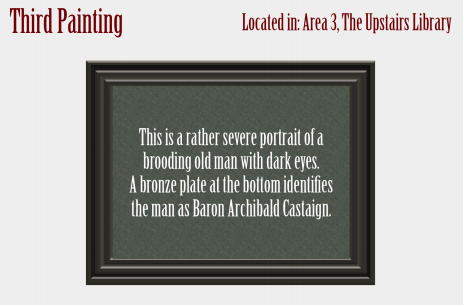 Third Painting
Located in: Area 3, The Upstairs Library
This is a rather severe portrait of a
brooding old man with dark eyes.
A bronze plate at the bottom identifies
the man as Baron Archibald Castaign.